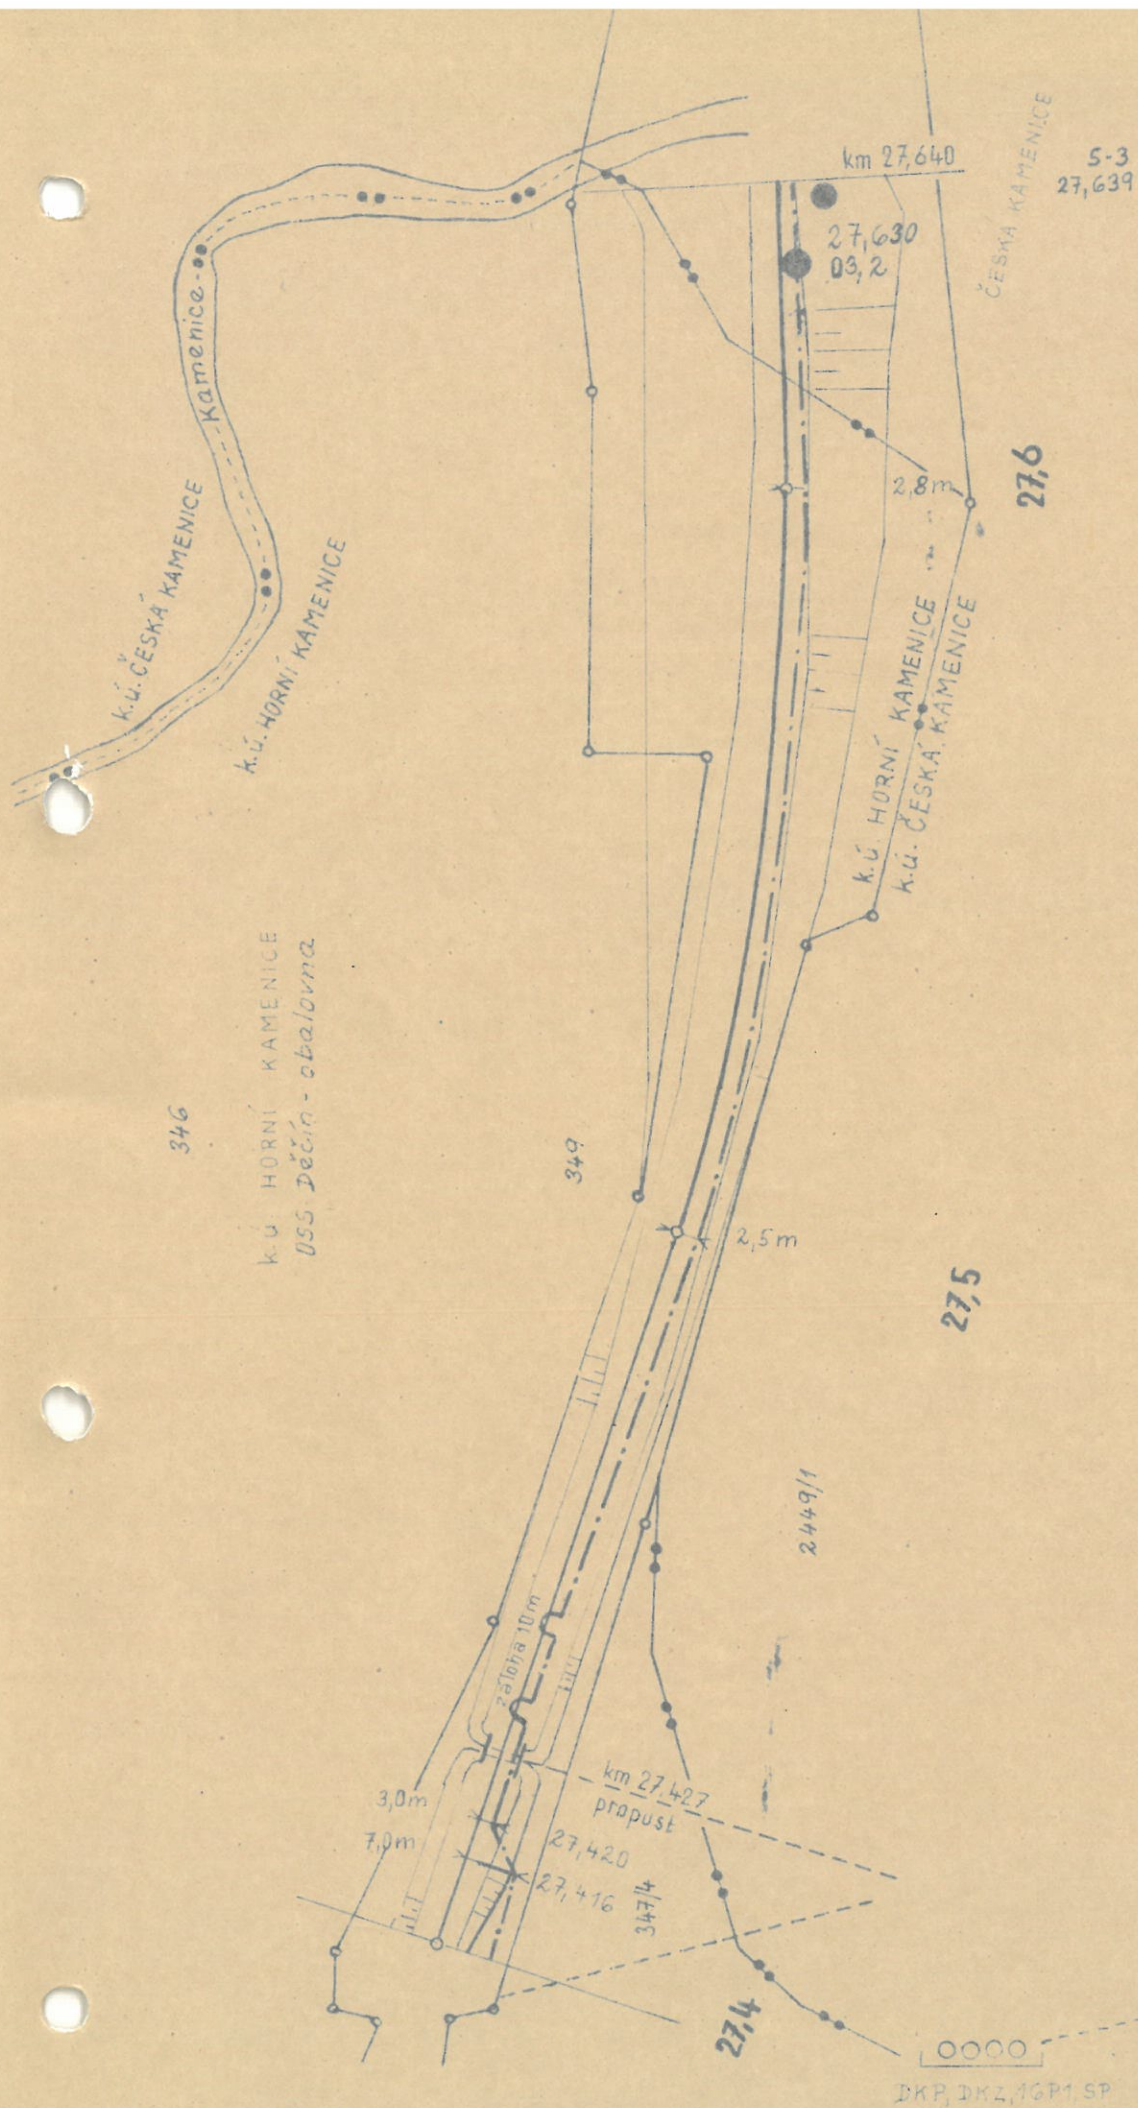 km 27,640
5-3
27,639
ČESKÁ KAMENICE
27,630
03,2
Kamenice
k.ú. ČESKÁ KAMENICE
k.ú. HORNÍ KAMENICE
2,8m
27,6
k.ú. HORNÍ KAMENICE
k.ú. ČESKÁ KAMENICE
k.ú. HORNÍ KAMENICE
OSS Děčín - obalovna
346
349
2,5m
27,5
2449/1
záloha 10m
km 27,427
propust
3,0m
7,0m
27,420
27,416
347/4
27,4
DKP, DKZ, 1GP1.SP